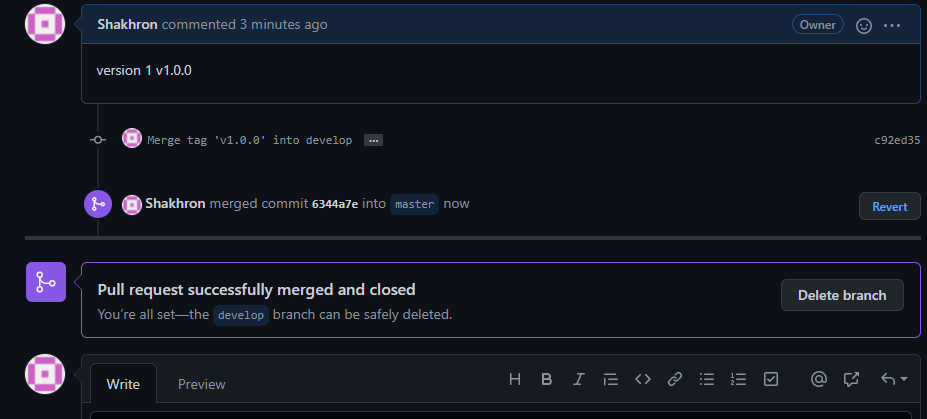 Shakhron commented 3 minutes ago Owner
version 1 v1.0.0
Merge tag 'v1.0.0' into develop ... c92ed35
Shakhron merged commit 6344a7e into master now Revert
Pull request successfully merged and closed
You're all set—the develop branch can be safely deleted.
Delete branch
Write Preview